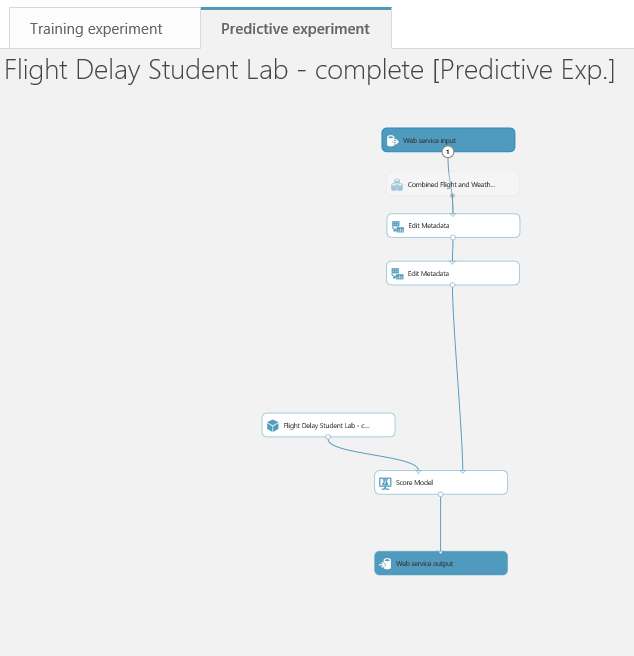 Training experiment
Predictive experiment
Flight Delay Student Lab - complete [Predictive Exp.]
Web service input
1
Combined Flight and Weath...
Edit Metadata
Edit Metadata
Flight Delay Student Lab - c...
Score Model
Web service output